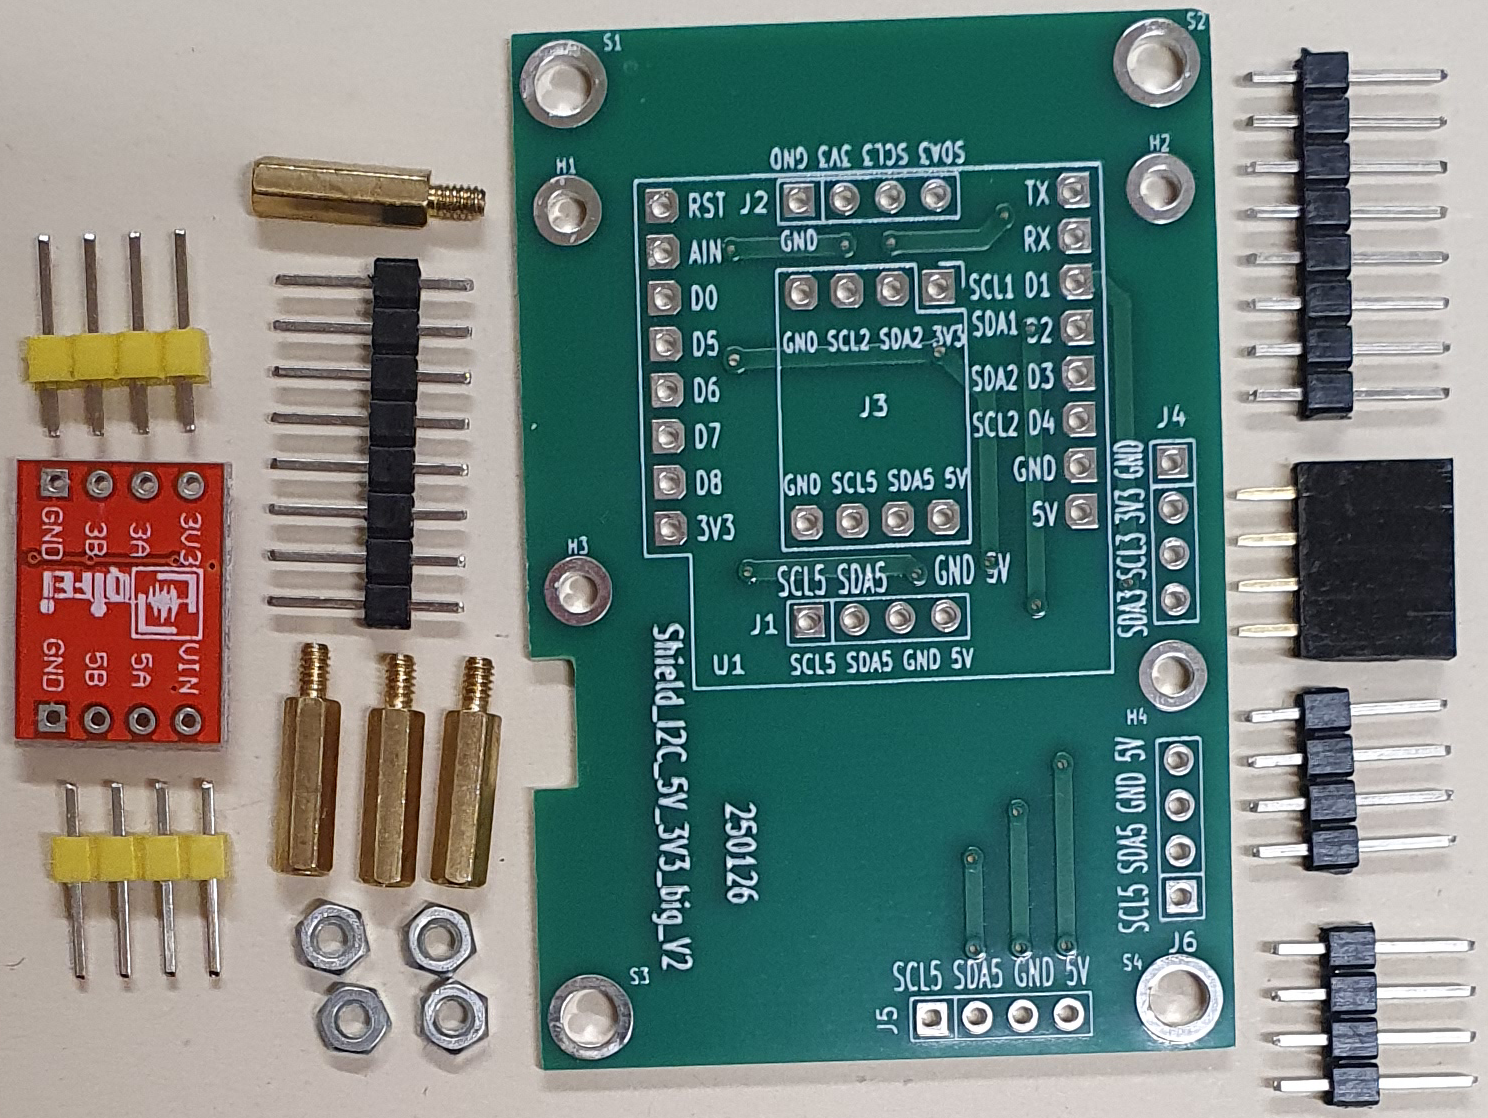 S1
S2
H1
H2
GND 3V3 SCL3 SDA3
J2
GND
RST
AIN
D0
D5
D6
D7
D8
3V3
TX
RX
SCL1 D1
SDA1 D2
SDA2 D3
SCL2 D4
GND
5V
GND SCL2 SDA2 3V3
J3
GND SCL5 SDA5 5V
SCL5 SDA5 GND 5V
J1
SCL5 SDA5 GND 5V
U1
H3
J4
SDA3 SCL3 3V3 GND
H4
SCL5 SDA5 GND 5V
J6
S4
Shield_I2C_5V_3V3_big_V2
250126
S3
SCL5 SDA5 GND 5V
J5
GND 3B 3A 3V3
QIFEI
GND 5B 5A VIN